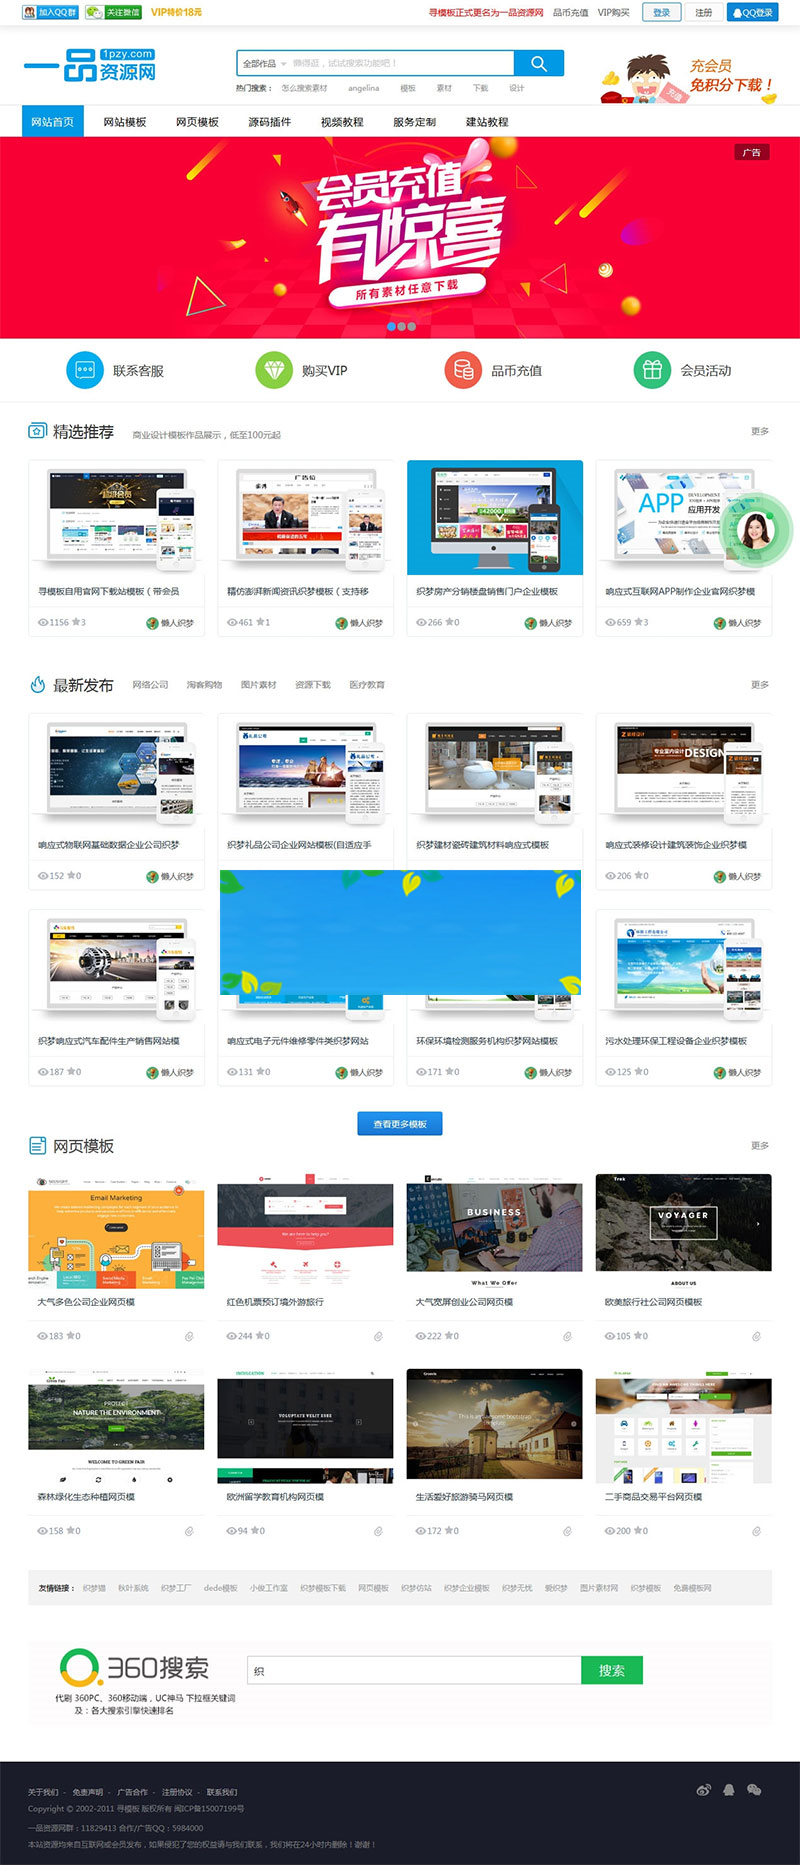 加入QQ群 关注微信 VIP特价18元 寻模板正式更名为一品资源网 品币充值 VIP购买 登录 注册 QQ登录
一品 1pzy.com 资源网
全部作品 懒得逛，试试搜索功能吧！
热门搜索： 怎么搜索素材 angelina 模板 素材 下载 设计
充会员
免积分下载！
网站首页 网站模板 网页模板 源码插件 视频教程 服务定制 建站教程
广告
会员充值
有惊喜
所有素材任意下载
联系客服 购买VIP 品币充值 会员活动
精选推荐 商业设计模板作品展示，低至100元起 更多
寻模板自用官网下载站模板（带会员 精仿澎湃新闻资讯织梦模板（支持移 织梦房产分销楼盘销售门户企业模板 响应式互联网APP制作企业官网织梦模
1156 3 懒人织梦 461 1 懒人织梦 266 0 懒人织梦 659 3 懒人织梦
最新发布 网络公司 淘客购物 图片素材 资源下载 医疗教育 更多
响应式物联网基础数据企业公司织梦 织梦礼品公司企业网站模板(自适应手 织梦建材瓷砖建筑材料响应式模板 响应式装修设计建筑装饰企业织梦模
152 0 懒人织梦 206 0 懒人织梦
织梦响应式汽车配件生产销售网站模 响应式电子元件维修零件类织梦网站 环保环境检测服务机构织梦网站模板 污水处理环保工程设备企业织梦模板
187 0 懒人织梦 131 0 懒人织梦 171 0 懒人织梦 125 0 懒人织梦
查看更多模板
网页模板 更多
Email Marketing
BUSINESS
What We Offer
Trek
VOYAGER
ABOUT US
大气多色公司企业网页模 红色机票预订境外游旅行 大气宽屏创业公司网页模 欧美旅行社公司网页模板
183 0 244 0 222 0 105 0
Green Fair
PROTECT
NATURE THE ENVIRONMENT
WELCOME TO GREEN FAIR
VOLUPTATE VELIT ESSE
森林绿化生态种植网页模 欧洲留学教育机构网页模 生活爱好旅游骑马网页模 二手商品交易平台网页模
158 0 94 0 172 0 200 0
友情链接： 织梦猫 秋叶系统 织梦工厂 dede模板 小俊工作室 织梦模板下载 网页模板 织梦仿站 织梦企业模板 织梦无忧 爱织梦 图片素材网 织梦模板 免费模板网
360搜索 织 搜索
代刷 360PC、360移动端，UC神马 下拉框关键词
及：各大搜索引擎快速排名
关于我们 - 免责声明 - 广告合作 - 注册协议 - 联系我们
Copyright © 2002-2011 寻模板 版权所有 闽ICP备15007199号
一品资源网群：11829413 合作/广告QQ：5984000
本站资源均来自互联网或会员发布，如果侵犯了您的权益请与我们联系，我们将在24小时内删除！谢谢！